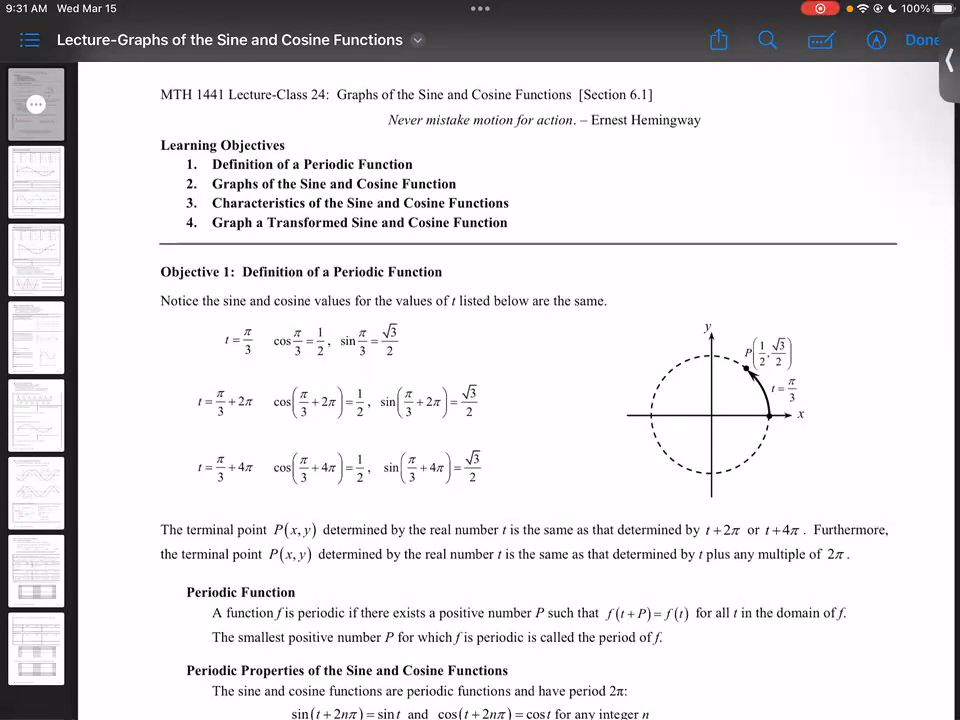 9:31 AM Wed Mar 15
100%
Lecture-Graphs of the Sine and Cosine Functions
Done
MTH 1441 Lecture-Class 24: Graphs of the Sine and Cosine Functions [Section 6.1]
Never mistake motion for action. – Ernest Hemingway
Learning Objectives
1. Definition of a Periodic Function
2. Graphs of the Sine and Cosine Function
3. Characteristics of the Sine and Cosine Functions
4. Graph a Transformed Sine and Cosine Function
Objective 1: Definition of a Periodic Function
Notice the sine and cosine values for the values of t listed below are the same.
t = π/3 cos π/3 = 1/2, sin π/3 = √3/2
t = π/3 + 2π cos(π/3 + 2π) = 1/2, sin(π/3 + 2π) = √3/2
t = π/3 + 4π cos(π/3 + 4π) = 1/2, sin(π/3 + 4π) = √3/2
y
P(1/2, √3/2)
t = π/3
x
The terminal point P(x, y) determined by the real number t is the same as that determined by t + 2π or t + 4π. Furthermore,
the terminal point P(x, y) determined by the real number t is the same as that determined by t plus any multiple of 2π.
Periodic Function
A function f is periodic if there exists a positive number P such that f(t + P) = f(t) for all t in the domain of f.
The smallest positive number P for which f is periodic is called the period of f.
Periodic Properties of the Sine and Cosine Functions
The sine and cosine functions are periodic functions and have period 2π:
sin(t + 2nπ) = sin t and cos(t + 2nπ) = cos t for any integer n